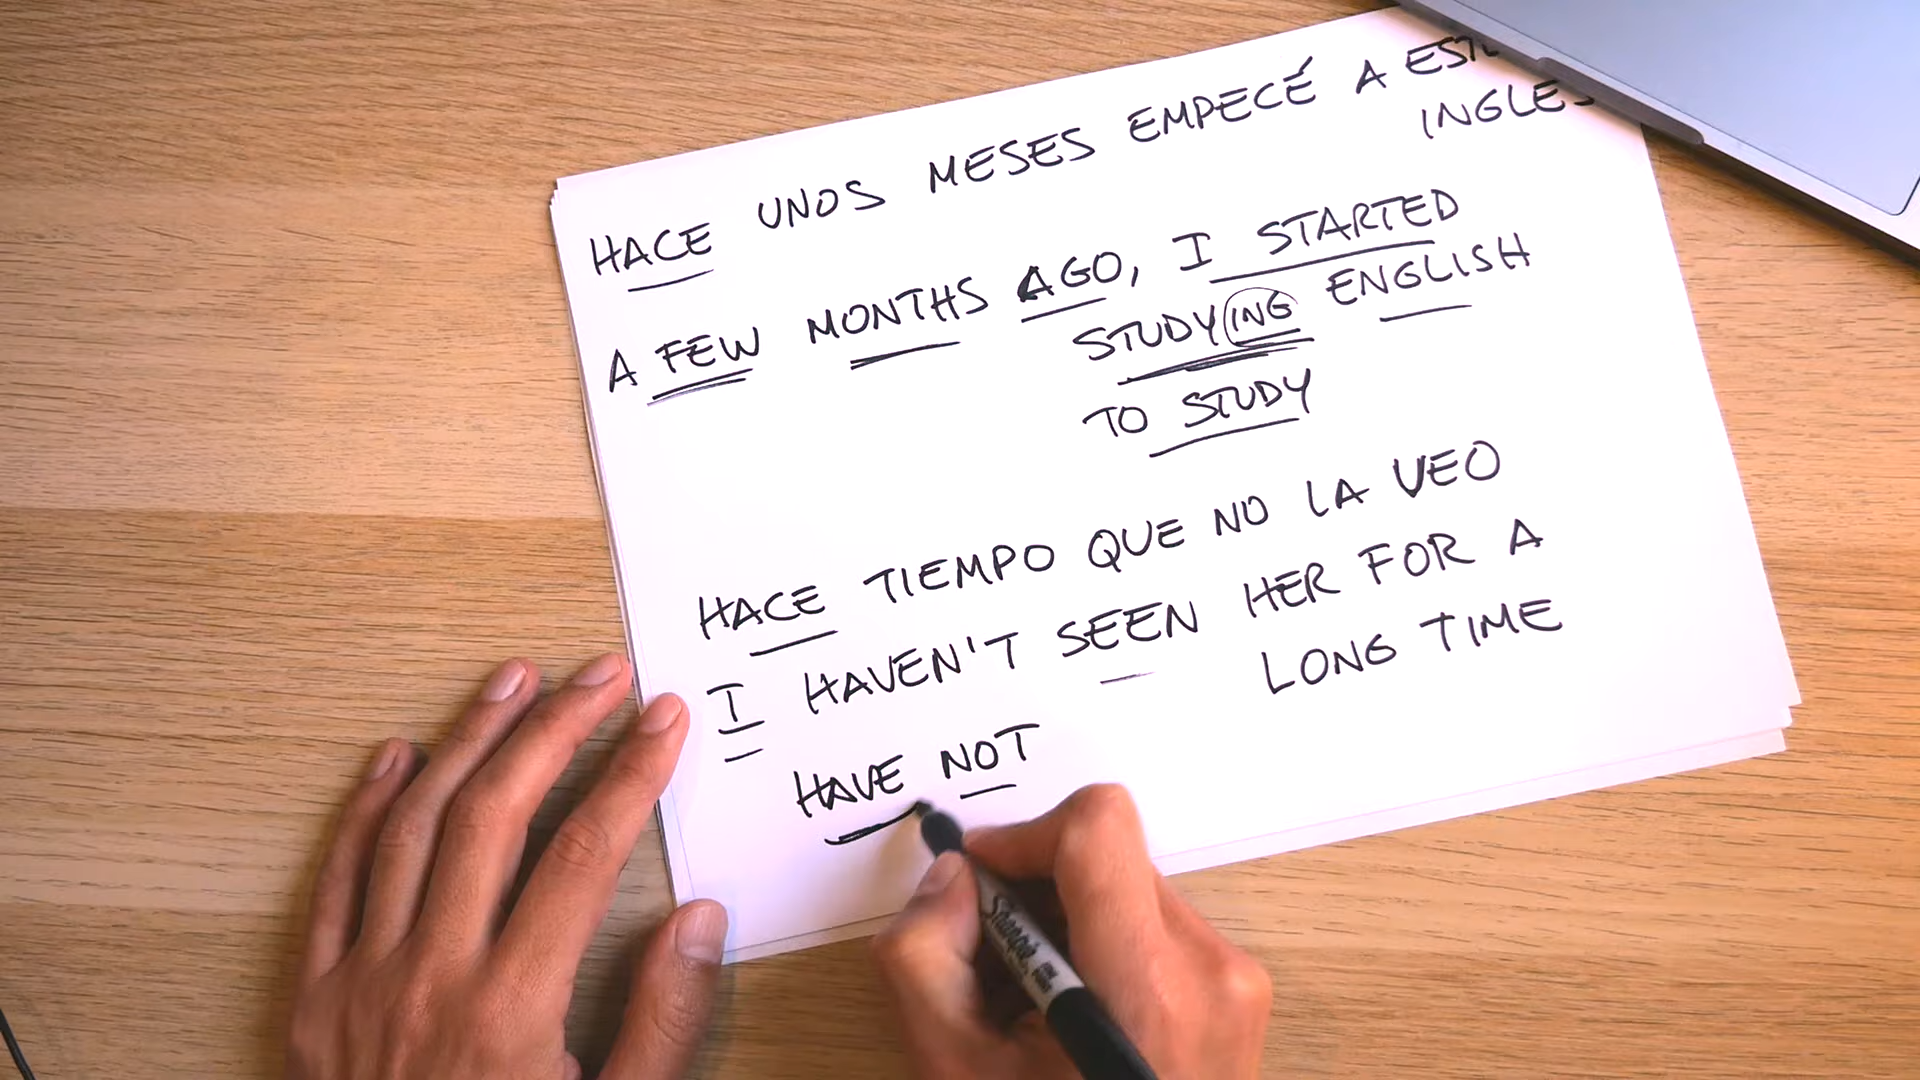 HACE UNOS MESES EMPECÉ A
INGLES
A FEW MONTHS AGO, I STARTED
STUDYING ENGLISH
TO STUDY
HACE TIEMPO QUE NO LA VEO
I HAVEN'T SEEN HER FOR A
LONG TIME
HAVE NOT
Sharpie